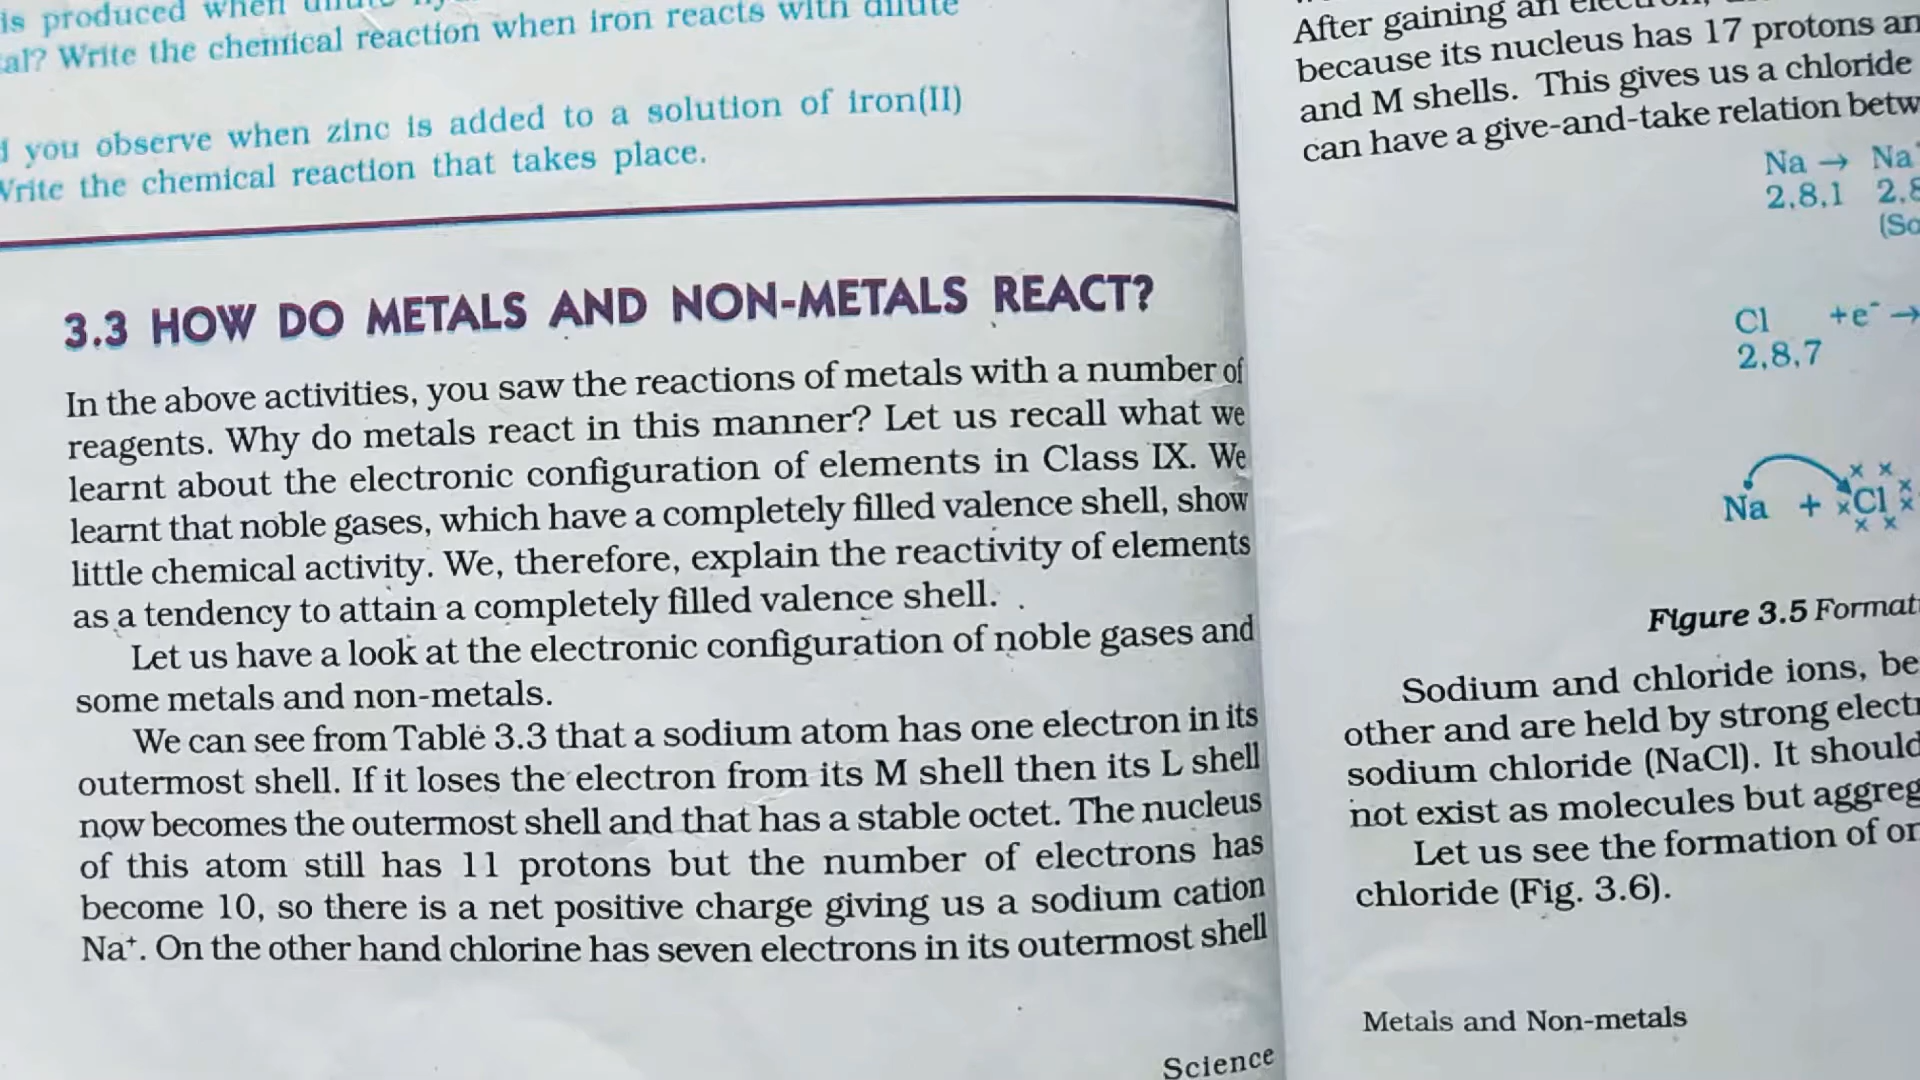 is produced when
al? Write the chemical reaction when iron reacts with dilute
you observe when zinc is added to a solution of iron(II)
Write the chemical reaction that takes place.
3.3 HOW DO METALS AND NON-METALS REACT?
In the above activities, you saw the reactions of metals with a number of
reagents. Why do metals react in this manner? Let us recall what we
learnt about the electronic configuration of elements in Class IX. We
learnt that noble gases, which have a completely filled valence shell, show
little chemical activity. We, therefore, explain the reactivity of elements
as a tendency to attain a completely filled valence shell.
Let us have a look at the electronic configuration of noble gases and
some metals and non-metals.
We can see from Table 3.3 that a sodium atom has one electron in its
outermost shell. If it loses the electron from its M shell then its L shell
now becomes the outermost shell and that has a stable octet. The nucleus
of this atom still has 11 protons but the number of electrons has
become 10, so there is a net positive charge giving us a sodium cation
Na⁺. On the other hand chlorine has seven electrons in its outermost shell
Science
After gaining an
because its nucleus has 17 protons an
and M shells. This gives us a chloride
can have a give-and-take relation betw
Na → Na
2,8,1 2,8
(So
Cl +e⁻ →
2,8,7
Na + Cl
Figure 3.5 Formati
Sodium and chloride ions, be
other and are held by strong electr
sodium chloride (NaCl). It should
not exist as molecules but aggreg
Let us see the formation of or
chloride (Fig. 3.6).
Metals and Non-metals